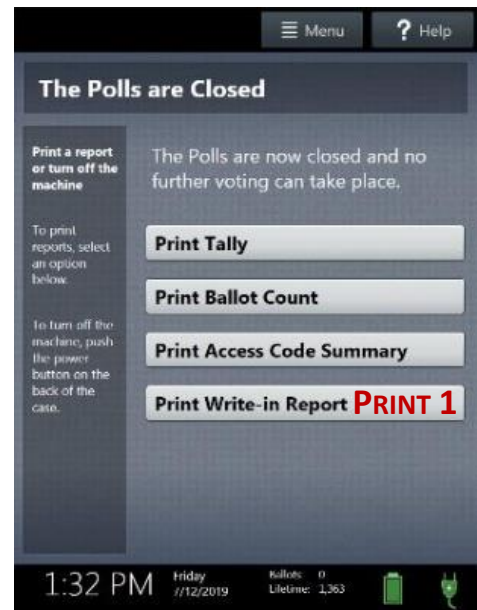 Menu
? Help
The Polls are Closed
Print a report
or turn off the
machine
To print
reports, select
an option
below.
To turn off the
machine, push
the power
button on the
back of the
case.
The Polls are now closed and no
further voting can take place.
Print Tally
Print Ballot Count
Print Access Code Summary
Print Write-in Report PRINT 1
1:32 PM
Friday
7/12/2019
Ballots: 0
Lifetime: 1,363